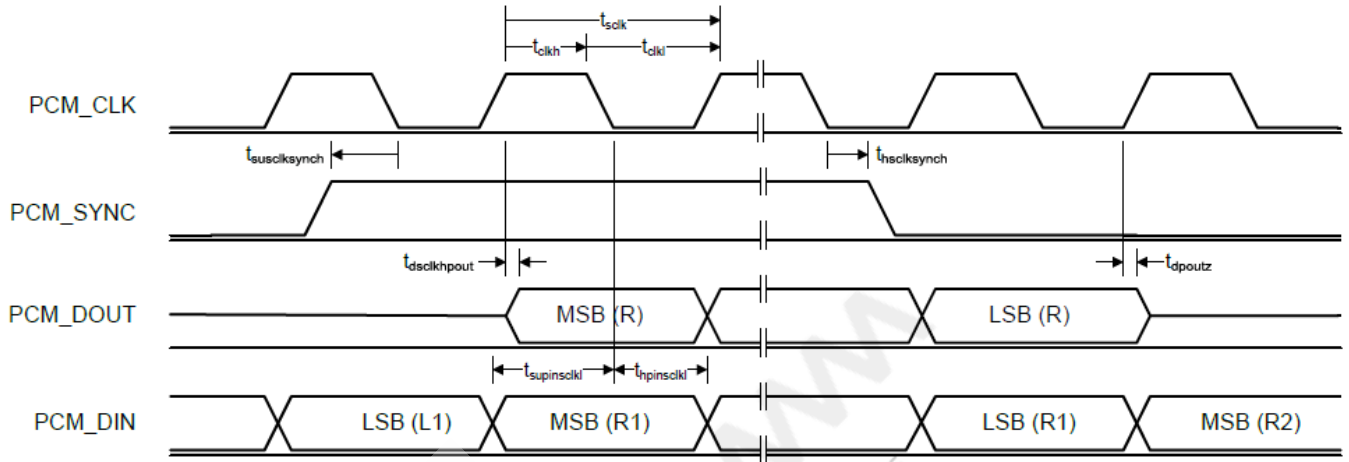 tsclk
tclkh tclkl
PCM_CLK
tsusclksynch thsclksynch
PCM_SYNC
tdsclkhpout tdpoutz
PCM_DOUT MSB (R) LSB (R)
tsupinsclkl thpinsclkl
PCM_DIN LSB (L1) MSB (R1) LSB (R1) MSB (R2)